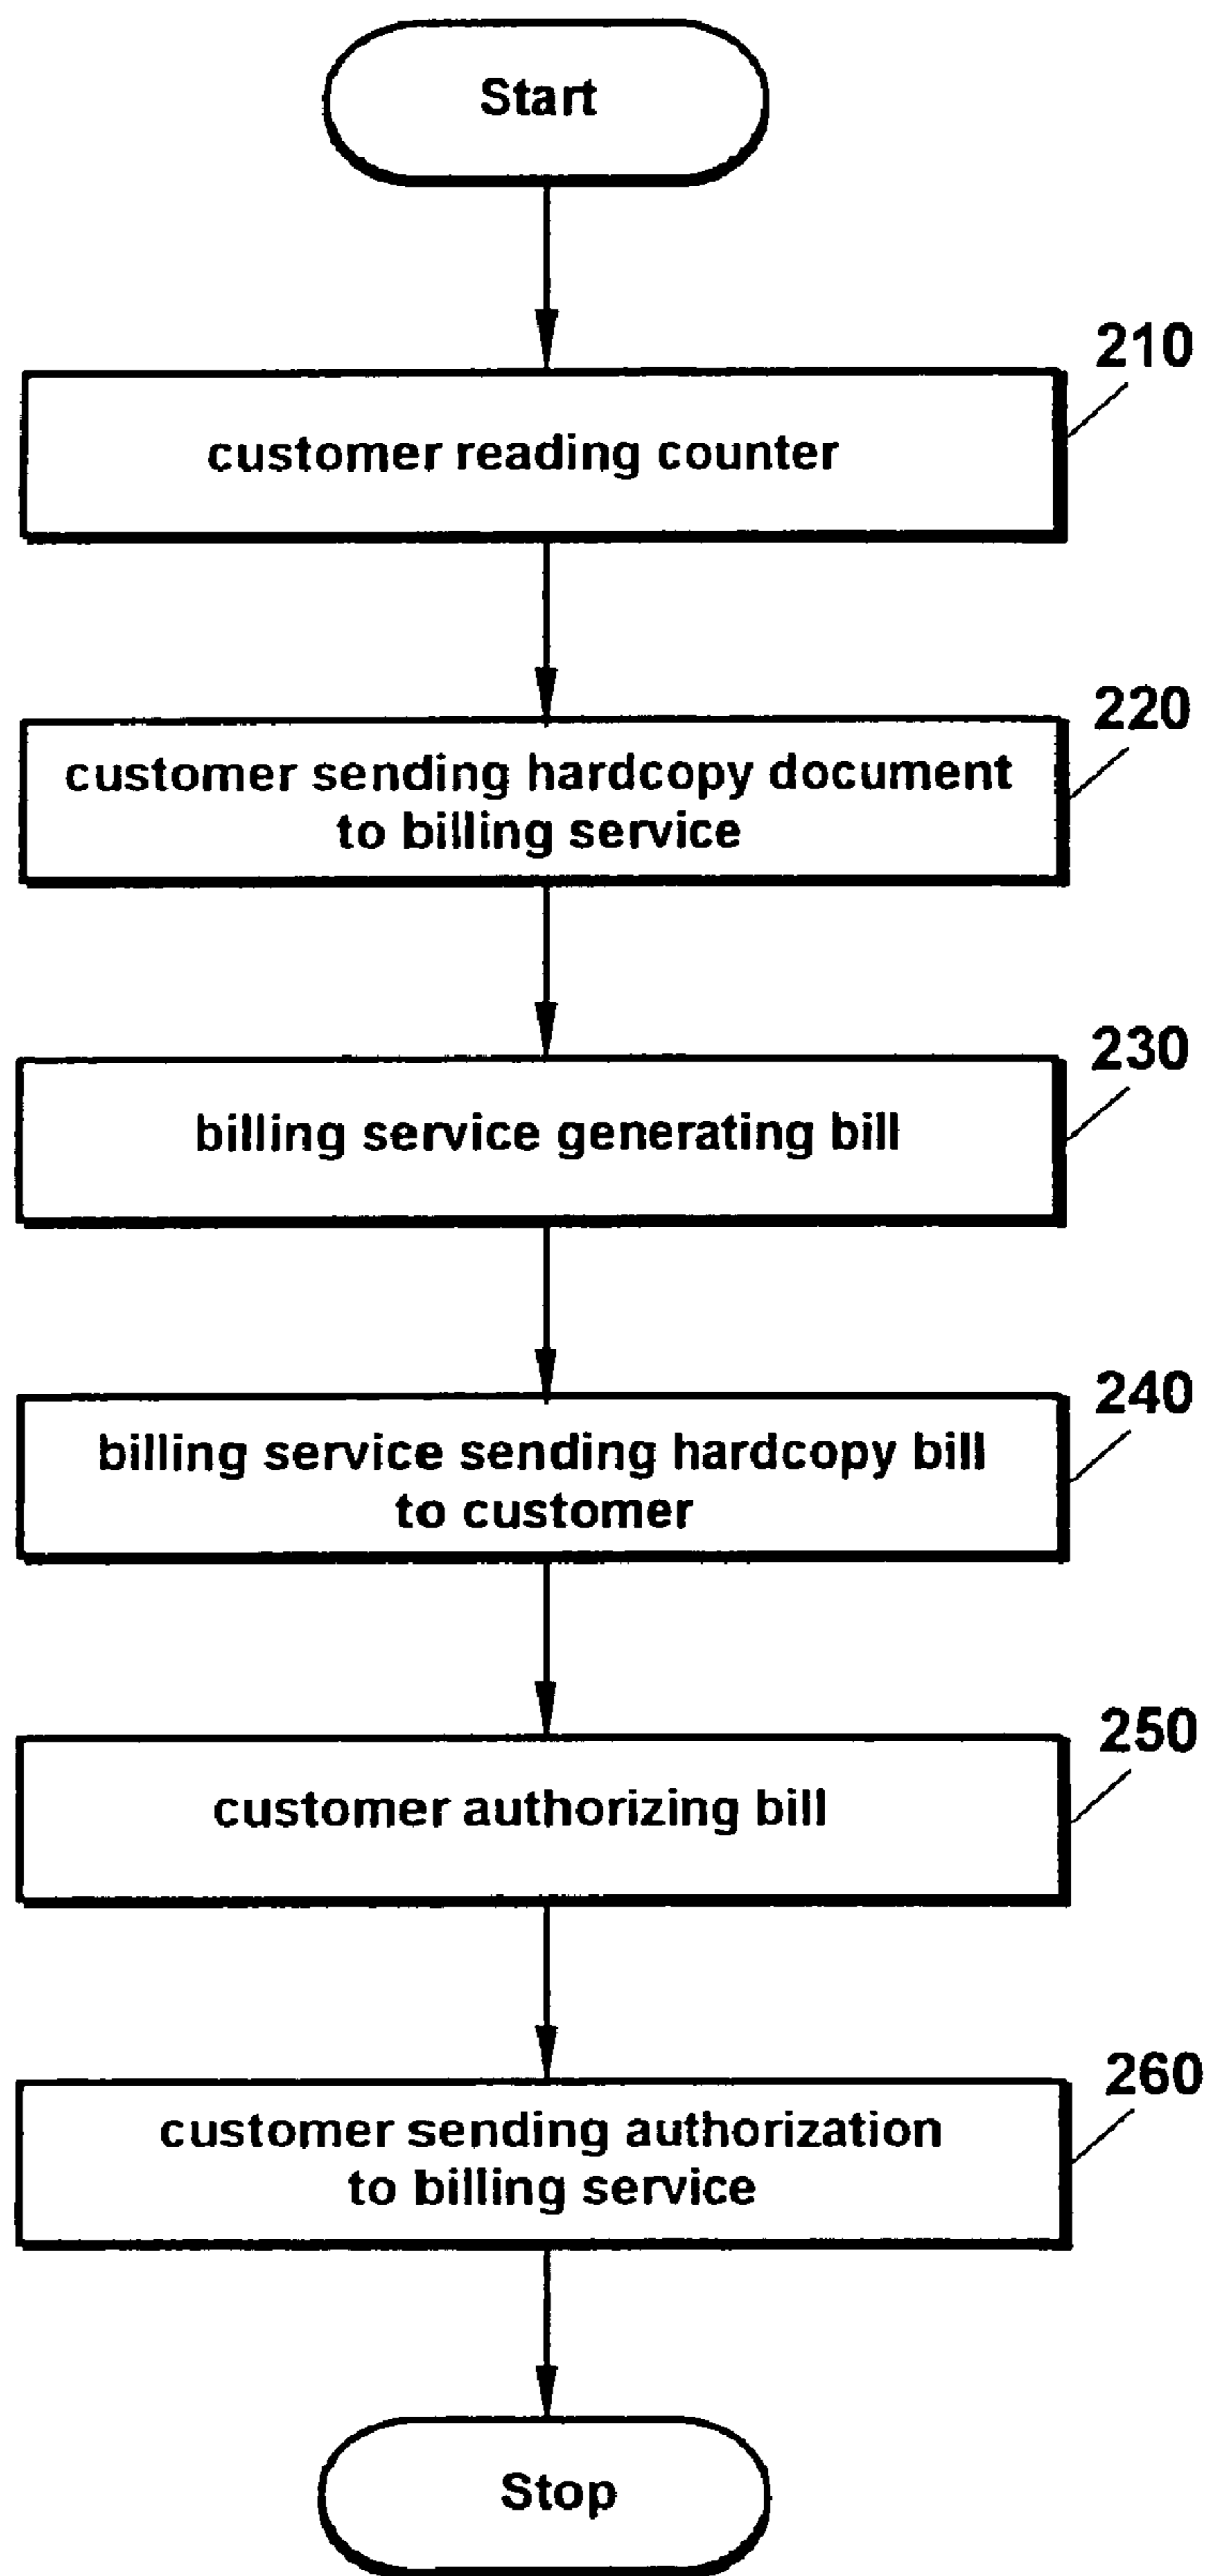 Start
210
customer reading counter
220
customer sending hardcopy document
to billing service
230
billing service generating bill
240
billing service sending hardcopy bill
to customer
250
customer authorizing bill
260
customer sending authorization
to billing service
Stop